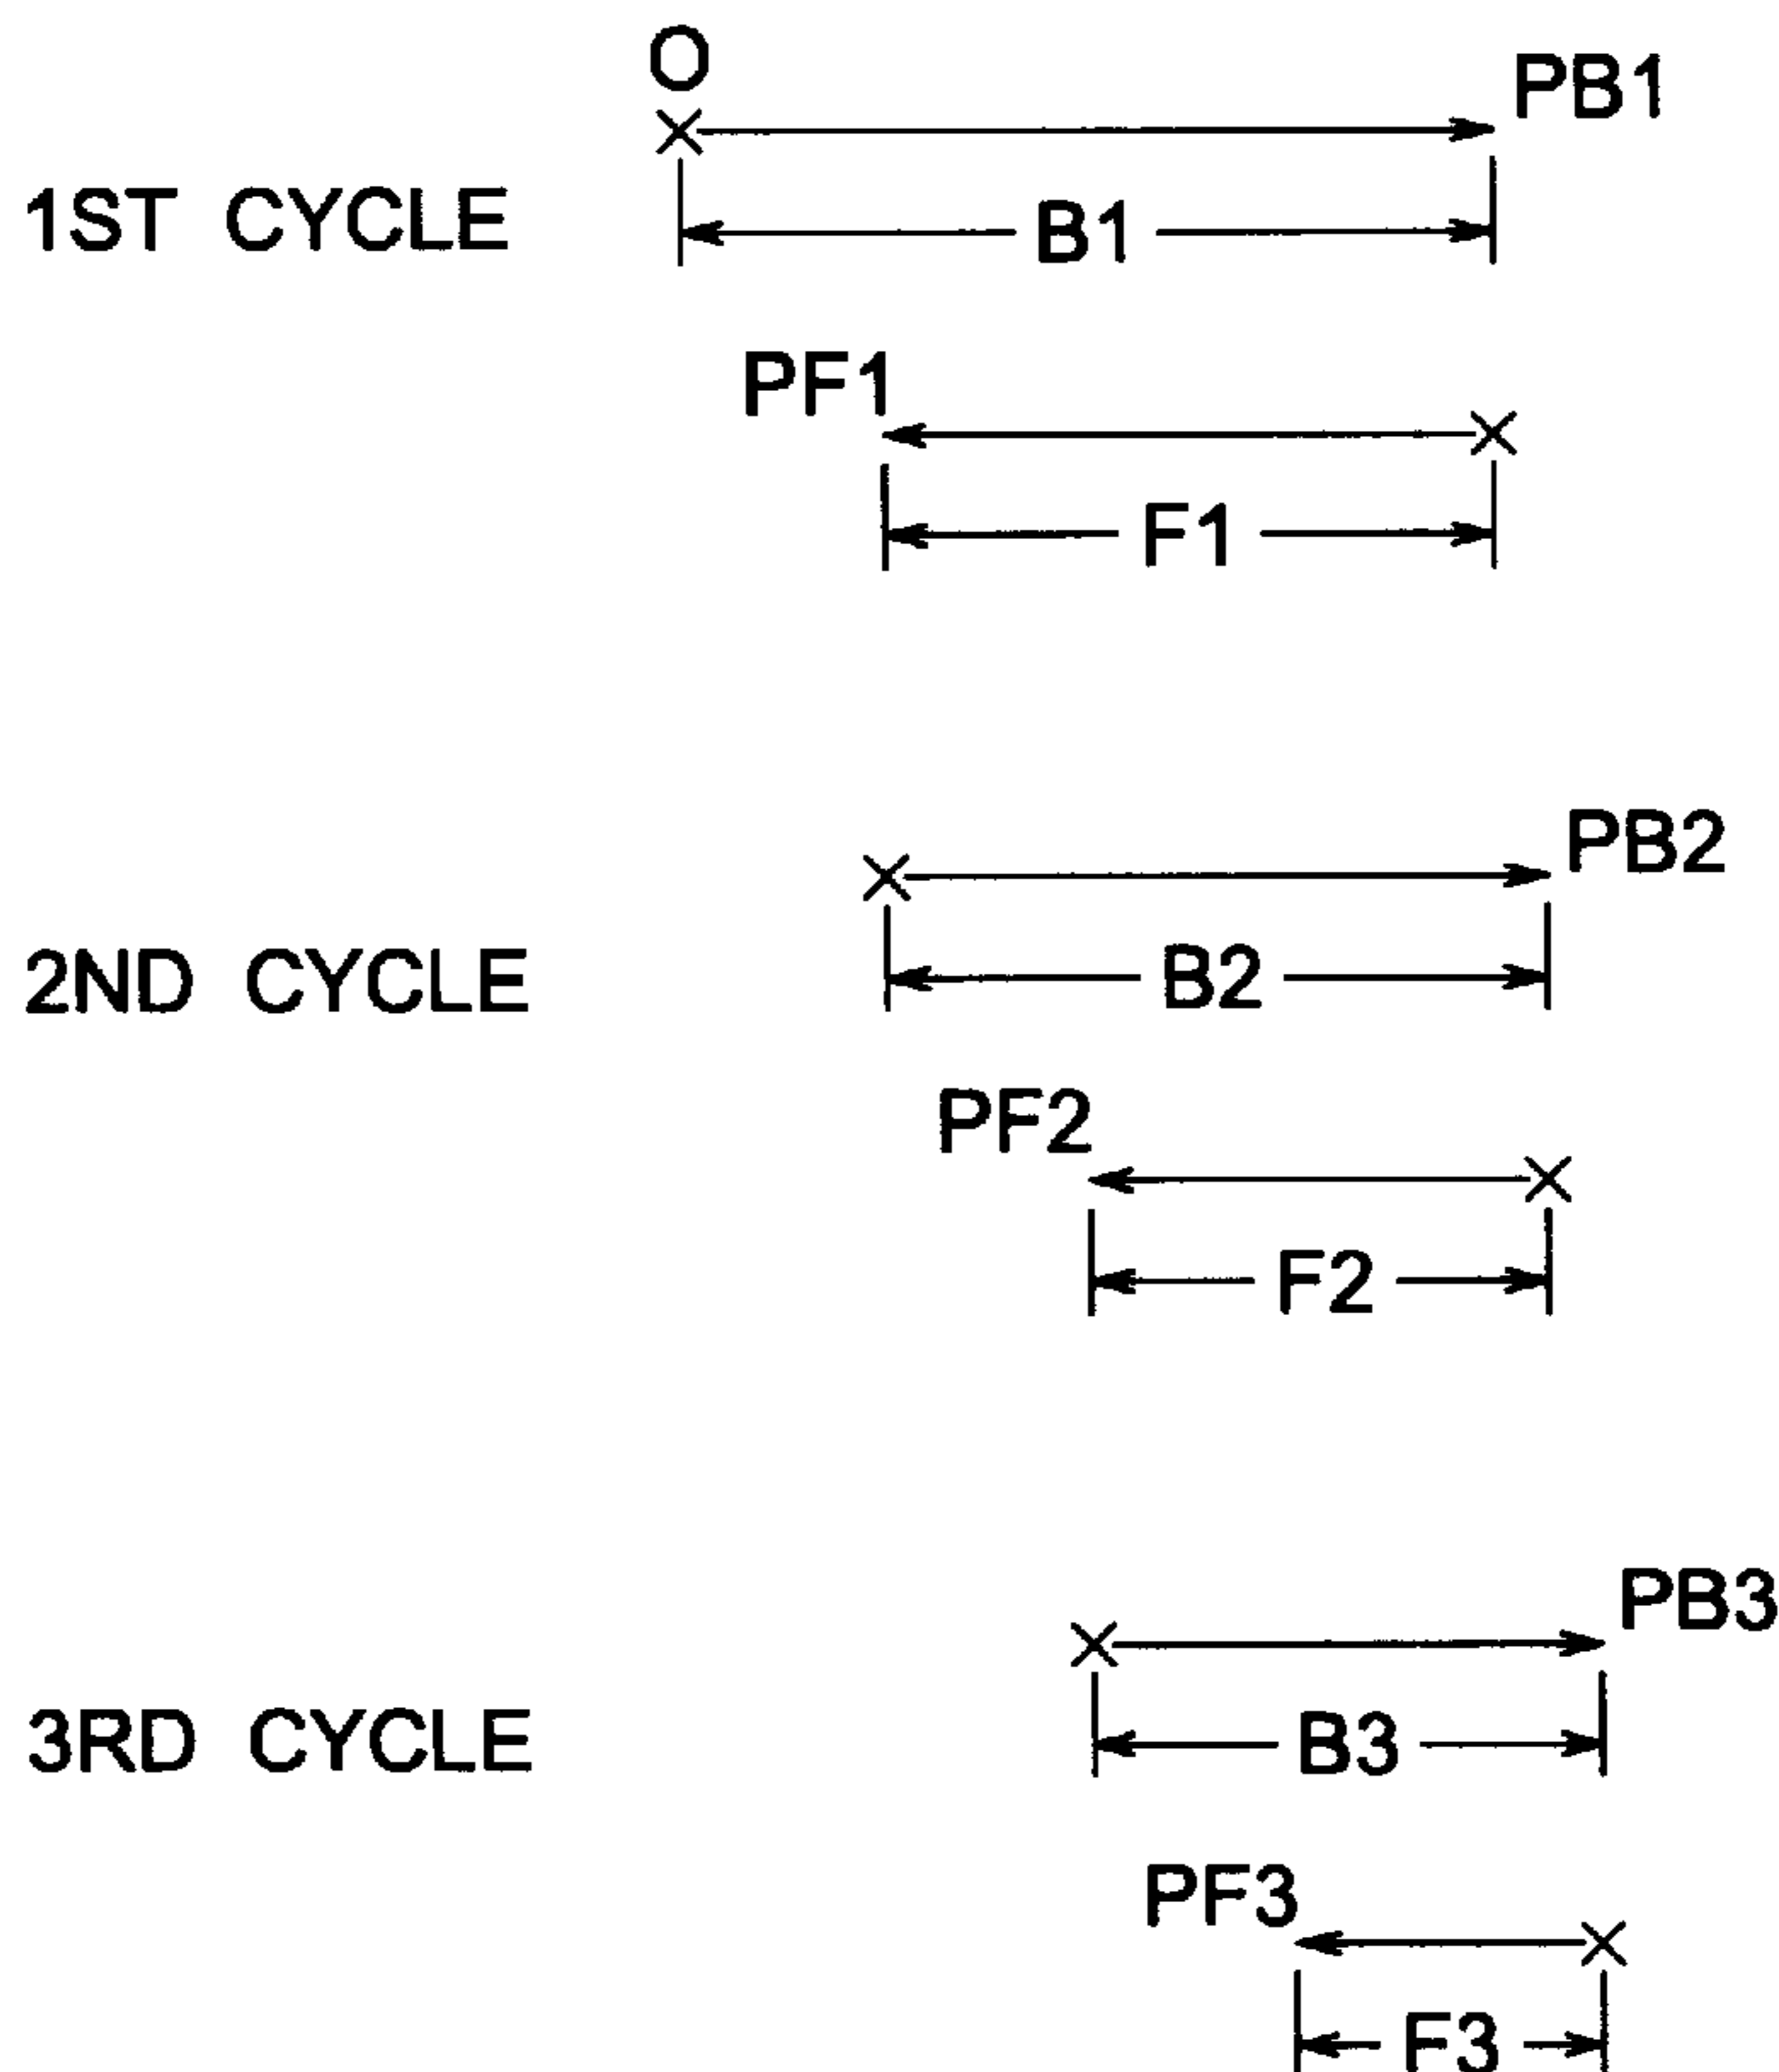 O
PB1
1ST CYCLE
B1
PF1
F1
PB2
2ND CYCLE
B2
PF2
F2
PB3
3RD CYCLE
B3
PF3
F3